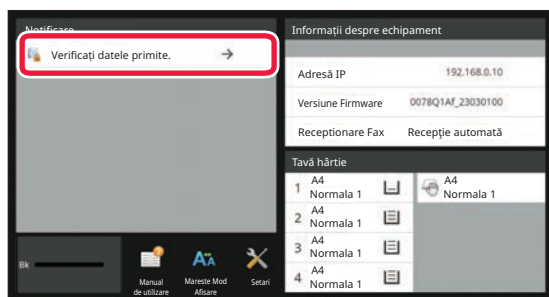 Notificare
Verificați datele primite.
Informații despre echipament
Adresă IP 192.168.0.10
Versiune Firmware 0078Q1Af_23030100
Receptionare Fax Recepție automată
Tavă hârtie
1 A4
Normala 1
A4
Normala 1
2 A4
Normala 1
3 A4
Normala 1
4 A4
Normala 1
Bk
Manual
de utilizare
Mareste Mod
Afisare
Setari